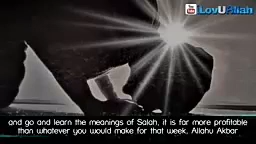 LovUAllah
and go and learn the meanings of Salah, it is far more profitable
than whatever you would make for that week, Allahu Akbar